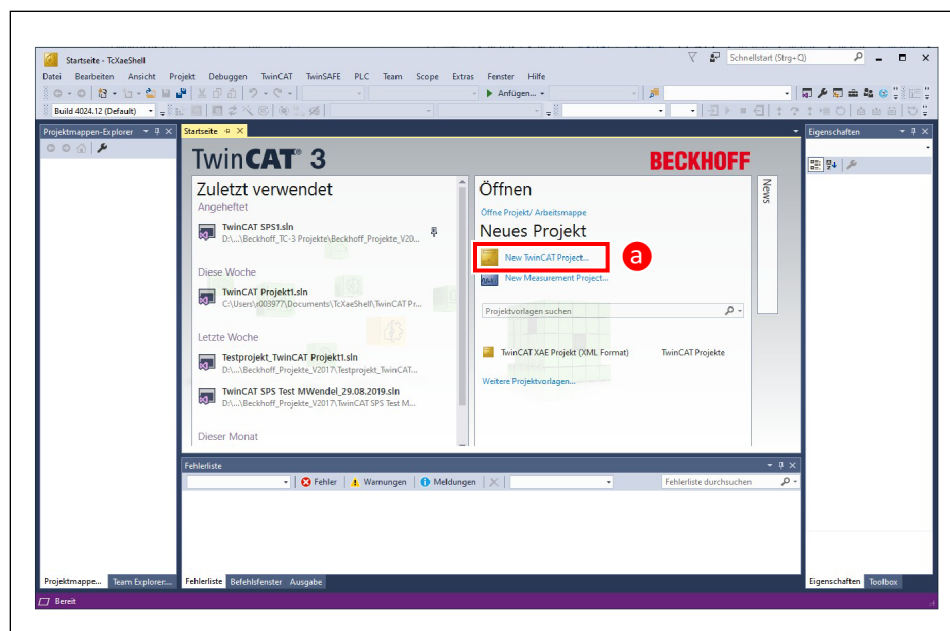 Startseite - TcXaeShell
Schnellstart (Strg+Q)
Datei Bearbeiten Ansicht Projekt Debuggen TwinCAT TwinSAFE PLC Team Scope Extras Fenster Hilfe
Anfügen...
Build 4024.12 (Default)
Projektmappen-Explorer
Startseite
Eigenschaften
TwinCAT® 3
BECKHOFF
Zuletzt verwendet
Angeheftet
TwinCAT SPS1.sln
D:\...\Beckhoff_TC-3 Projekte\Beckhoff_Projekte_V20...
Diese Woche
TwinCAT Projekt1.sln
C:\Users\r003977\Documents\TcXaeShell\TwinCAT Pr...
Letzte Woche
Testprojekt_TwinCAT Projekt1.sln
D:\...\Beckhoff_Projekte_V2017\Testprojekt_TwinCAT...
TwinCAT SPS Test MWendel_29.08.2019.sln
D:\...\Beckhoff_Projekte_V2017\TwinCAT SPS Test M...
Dieser Monat
Öffnen
Öffne Projekt/ Arbeitsmappe
Neues Projekt
New TwinCAT Project...
a
New Measurement Project...
Projektvorlagen suchen
TwinCAT XAE Projekt (XML Format) TwinCAT Projekte
Weitere Projektvorlagen...
News
Fehlerliste
Fehler Warnungen Meldungen
Fehlerliste durchsuchen
Projektmappe... Team Explorer...
Fehlerliste Befehlsfenster Ausgabe
Eigenschaften Toolbox
Bereit